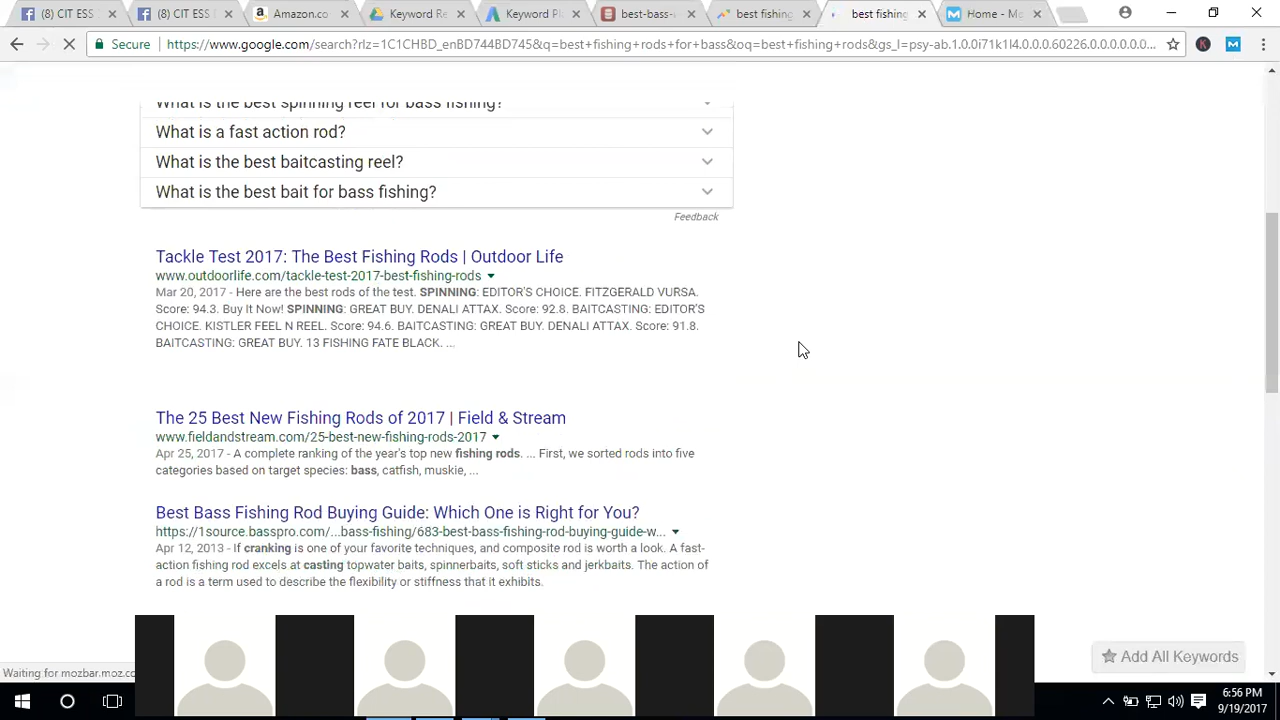 (8) CIT ESS
(8) CIT ESS
Amazon.co
Keyword Re
Keyword Pl
best-bass-
best fishing
best fishing
Home - Mo
Secure
https://www.google.com/search?rlz=1C1CHBD_enBD744BD745&q=best+fishing+rods+for+bass&oq=best+fishing+rods&gs_l=psy-ab.1.0.0i71k1l4.0.0.0.60226.0.0.0.0.0.0...
What is the best spinning reel for bass fishing?
What is a fast action rod?
What is the best baitcasting reel?
What is the best bait for bass fishing?
Feedback
Tackle Test 2017: The Best Fishing Rods | Outdoor Life
www.outdoorlife.com/tackle-test-2017-best-fishing-rods
Mar 20, 2017 - Here are the best rods of the test. SPINNING: EDITOR'S CHOICE. FITZGERALD VURSA.
Score: 94.3. Buy It Now! SPINNING: GREAT BUY. DENALI ATTAX. Score: 92.8. BAITCASTING: EDITOR'S
CHOICE. KISTLER FEEL N REEL. Score: 94.6. BAITCASTING: GREAT BUY. DENALI ATTAX. Score: 91.8.
BAITCASTING: GREAT BUY. 13 FISHING FATE BLACK. ...
The 25 Best New Fishing Rods of 2017 | Field & Stream
www.fieldandstream.com/25-best-new-fishing-rods-2017
Apr 25, 2017 - A complete ranking of the year's top new fishing rods. ... First, we sorted rods into five
categories based on target species: bass, catfish, muskie, ...
Best Bass Fishing Rod Buying Guide: Which One is Right for You?
https://1source.basspro.com/...bass-fishing/683-best-bass-fishing-rod-buying-guide-w...
Apr 12, 2013 - If cranking is one of your favorite techniques, and composite rod is worth a look. A fast-
action fishing rod excels at casting topwater baits, spinnerbaits, soft sticks and jerkbaits. The action of
a rod is a term used to describe the flexibility or stiffness that it exhibits.
Add All Keywords
Waiting for mozbar.moz.co
6:56 PM
9/19/2017